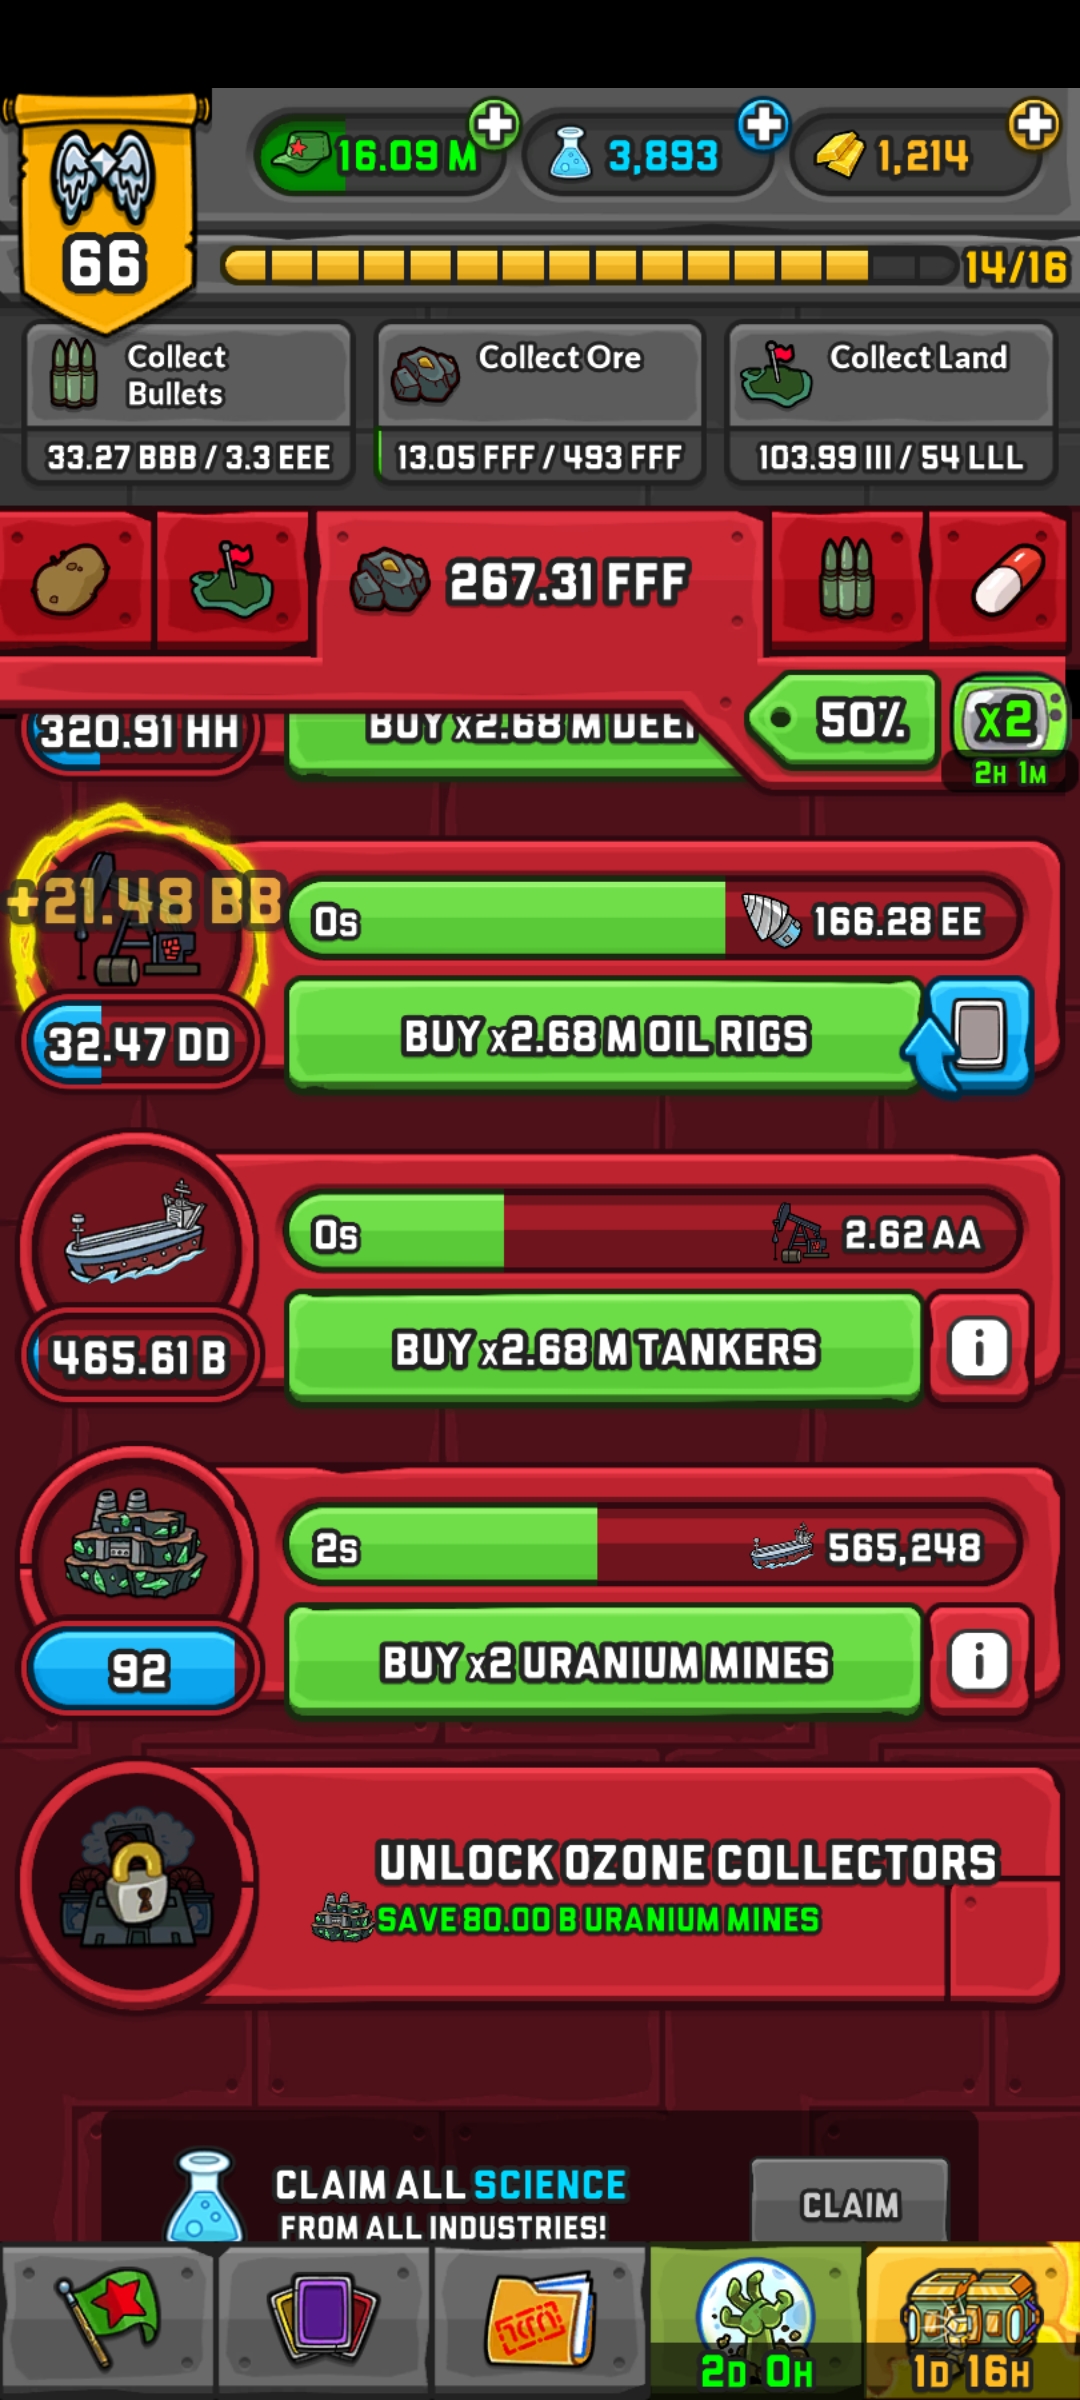 16.09 M
3,893
1,214
66
14/16
Collect
Bullets
33.27 BBB / 3.3 EEE
Collect Ore
13.05 FFF / 493 FFF
Collect Land
103.99 III / 54 LLL
267.31 FFF
50%
x2
2H 1M
320.91 HH
BUY x2.68 M
+21.48 BB
0s
166.28 EE
32.47 DD
BUY x2.68 M OIL RIGS
0s
2.62 AA
465.61 B
BUY x2.68 M TANKERS
i
2s
565,248
92
BUY x2 URANIUM MINES
i
UNLOCK OZONE COLLECTORS
SAVE 80.00 B URANIUM MINES
CLAIM ALL SCIENCE
FROM ALL INDUSTRIES!
CLAIM
2D 0H
1D 16H